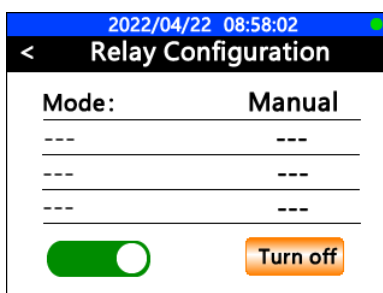 2022/04/22 08:58:02
< Relay Configuration
Mode: Manual
--- ---
--- ---
--- ---
Turn off